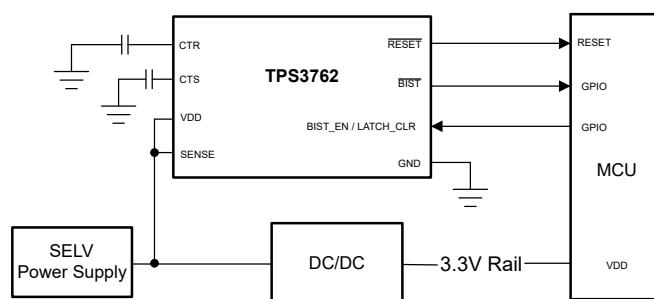 CTR
RESET
RESET
TPS3762
CTS
BIST
GPIO
VDD
BIST_EN / LATCH_CLR
GPIO
SENSE
GND
MCU
SELV
Power Supply
DC/DC
3.3V Rail
VDD